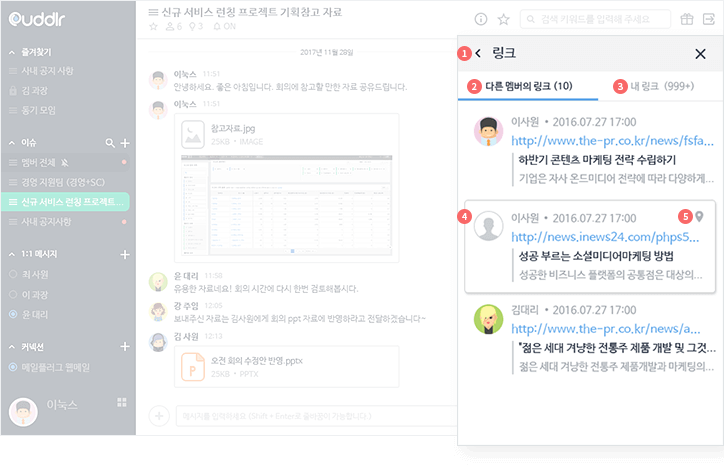 Quddlr
즐겨찾기
사내 공지 사항
김 과장
동기 모임
이슈
멤버 전체
경영 지원팀 (경영+SC)
신규 서비스 런칭 프로젝트...
사내 공지사항
1:1 메시지
최 사원
이 과장
윤 대리
커넥션
메일플러그 웹메일
이눅스
신규 서비스 런칭 프로젝트 기획참고 자료
6 3 ON
검색 키워드를 입력해 주세요
2017년 11월 28일
이눅스 11:51
안녕하세요. 좋은 아침입니다. 회의에 참고할 만한 자료 공유드립니다.
이눅스 11:51
참고자료.jpg
25KB • IMAGE
윤 대리 11:58
유용한 자료네요! 회의 시간에 다시 한번 검토해봅시다.
강 주임 12:05
보내주신 자료는 김사원에게 회의 ppt 자료에 반영하라고 전달하겠습니다~
김 사원 12:13
오전 회의 수정안 반영.pptx
25KB • PPTX
메시지를 입력하세요 (Shift + Enter로 줄바꿈이 가능합니다.)
1 링크
2 다른 멤버의 링크 (10)
3 내 링크 (999+)
이사원 • 2016.07.27 17:00
http://www.the-pr.co.kr/news/fsfa...
하반기 콘텐츠 마케팅 전략 수립하기
기업은 자사 온드미디어 전략에 따라 다양하게...
4 이사원 • 2016.07.27 17:00 5
http://news.inews24.com/phps5...
성공 부르는 소셜미디어마케팅 방법
성공한 비즈니스 플랫폼의 공통점은 대상의...
김대리 • 2016.07.27 17:00
http://www.the-pr.co.kr/news/a...
"젊은 세대 겨냥한 전통주 제품 개발 및 그것...
젊은 세대 겨냥한 전통주 제품개발과 마케팅의...